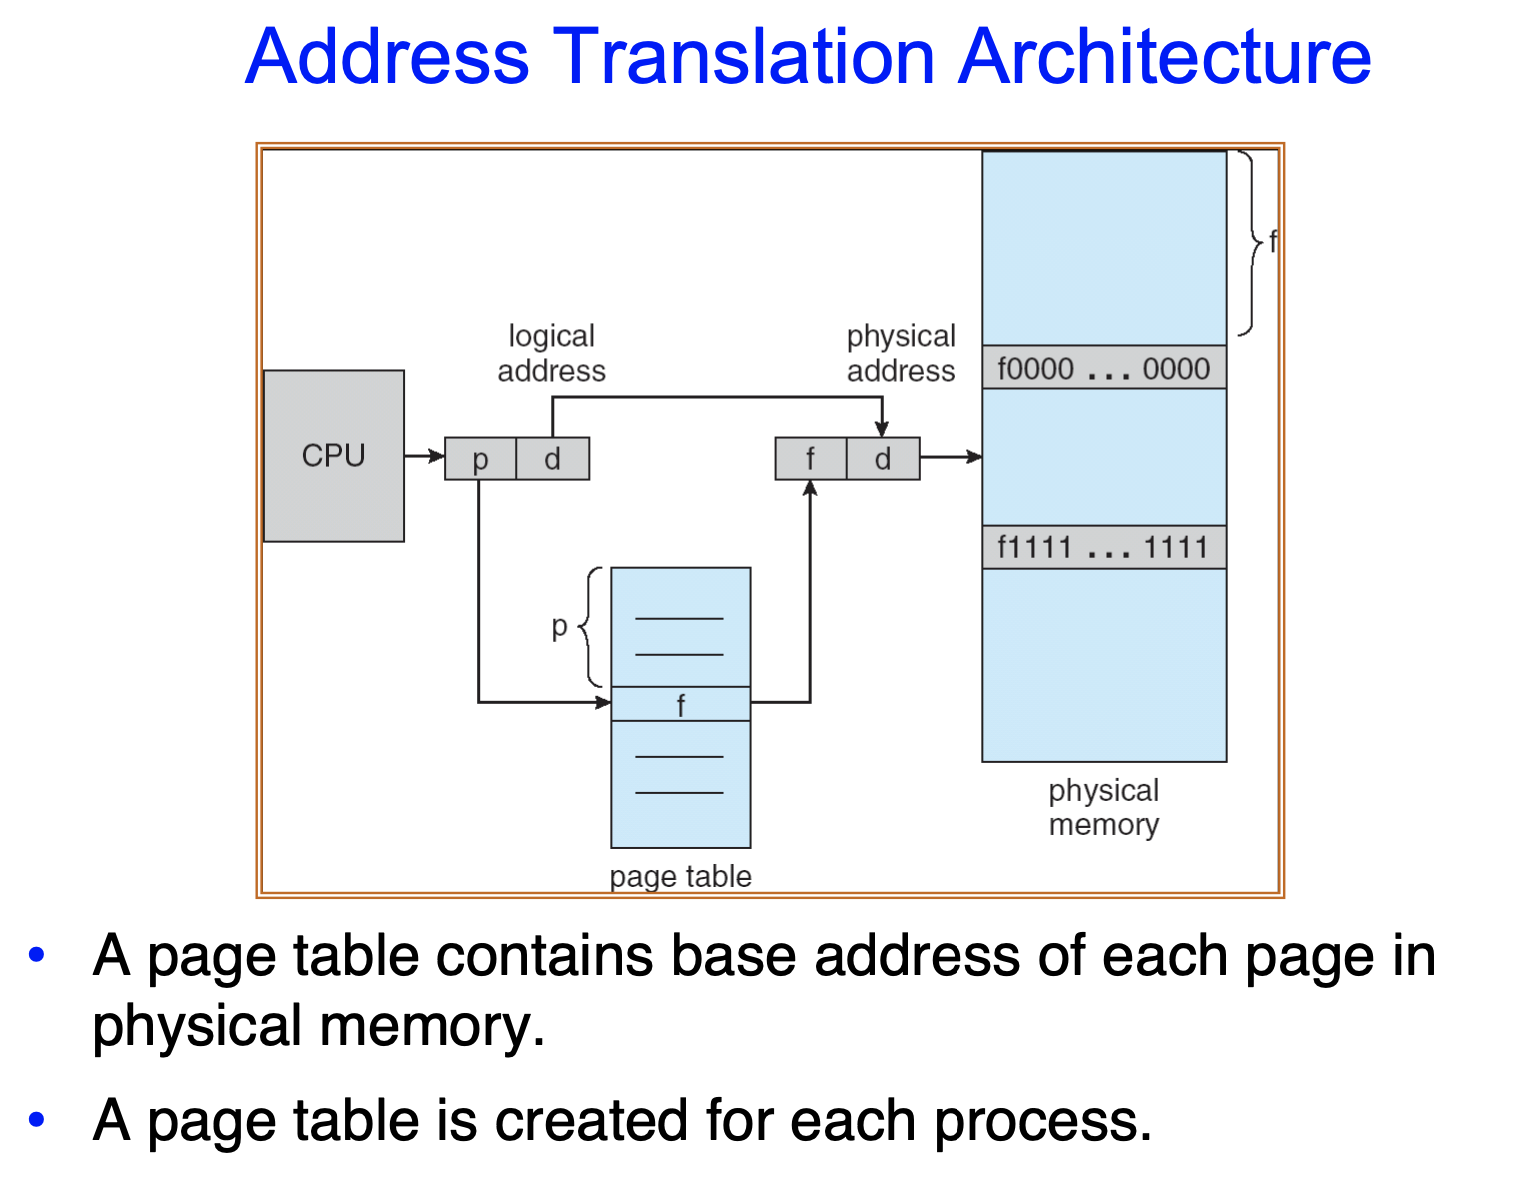 Address Translation Architecture
f
logical
address
physical
address
f0000 ... 0000
CPU
p
d
f
d
f1111 ... 1111
p
f
physical
memory
page table
• A page table contains base address of each page in
physical memory.
• A page table is created for each process.